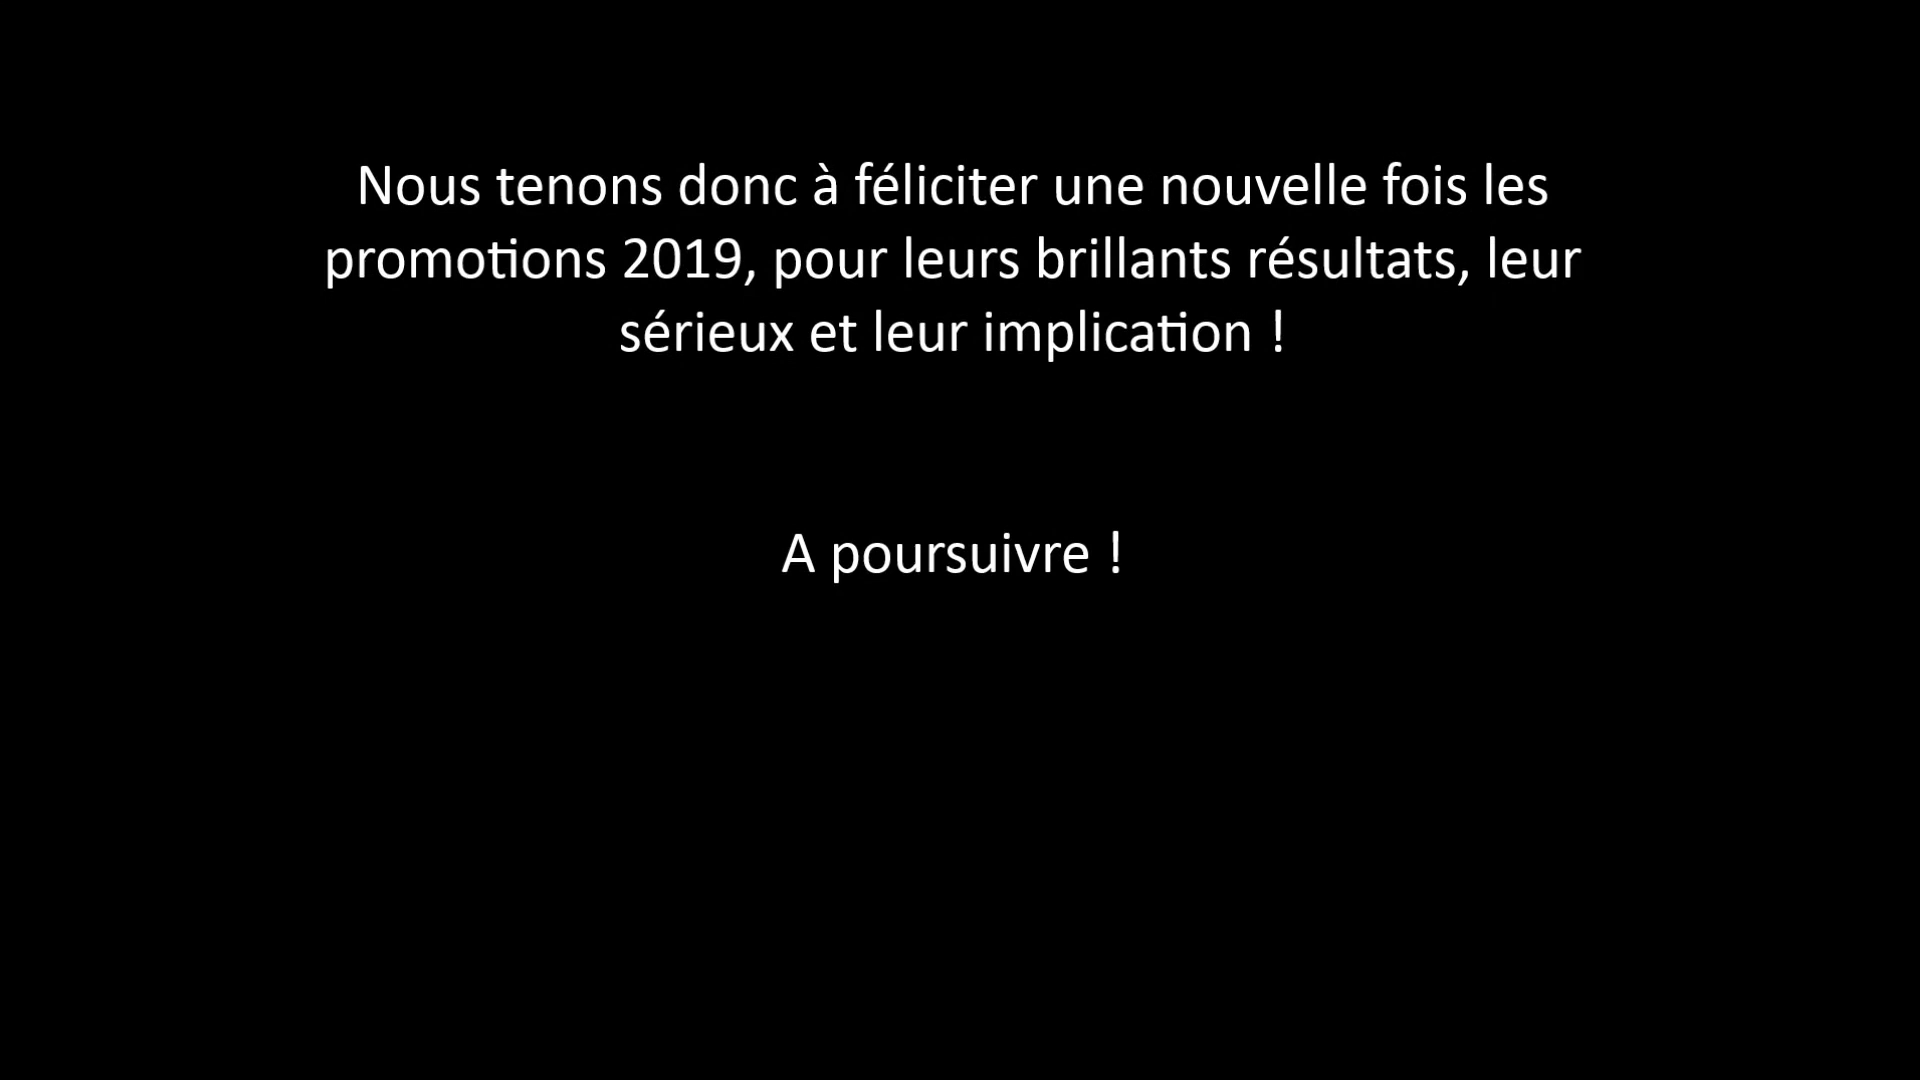 Nous tenons donc à féliciter une nouvelle fois les
promotions 2019, pour leurs brillants résultats, leur
sérieux et leur implication !
A poursuivre !